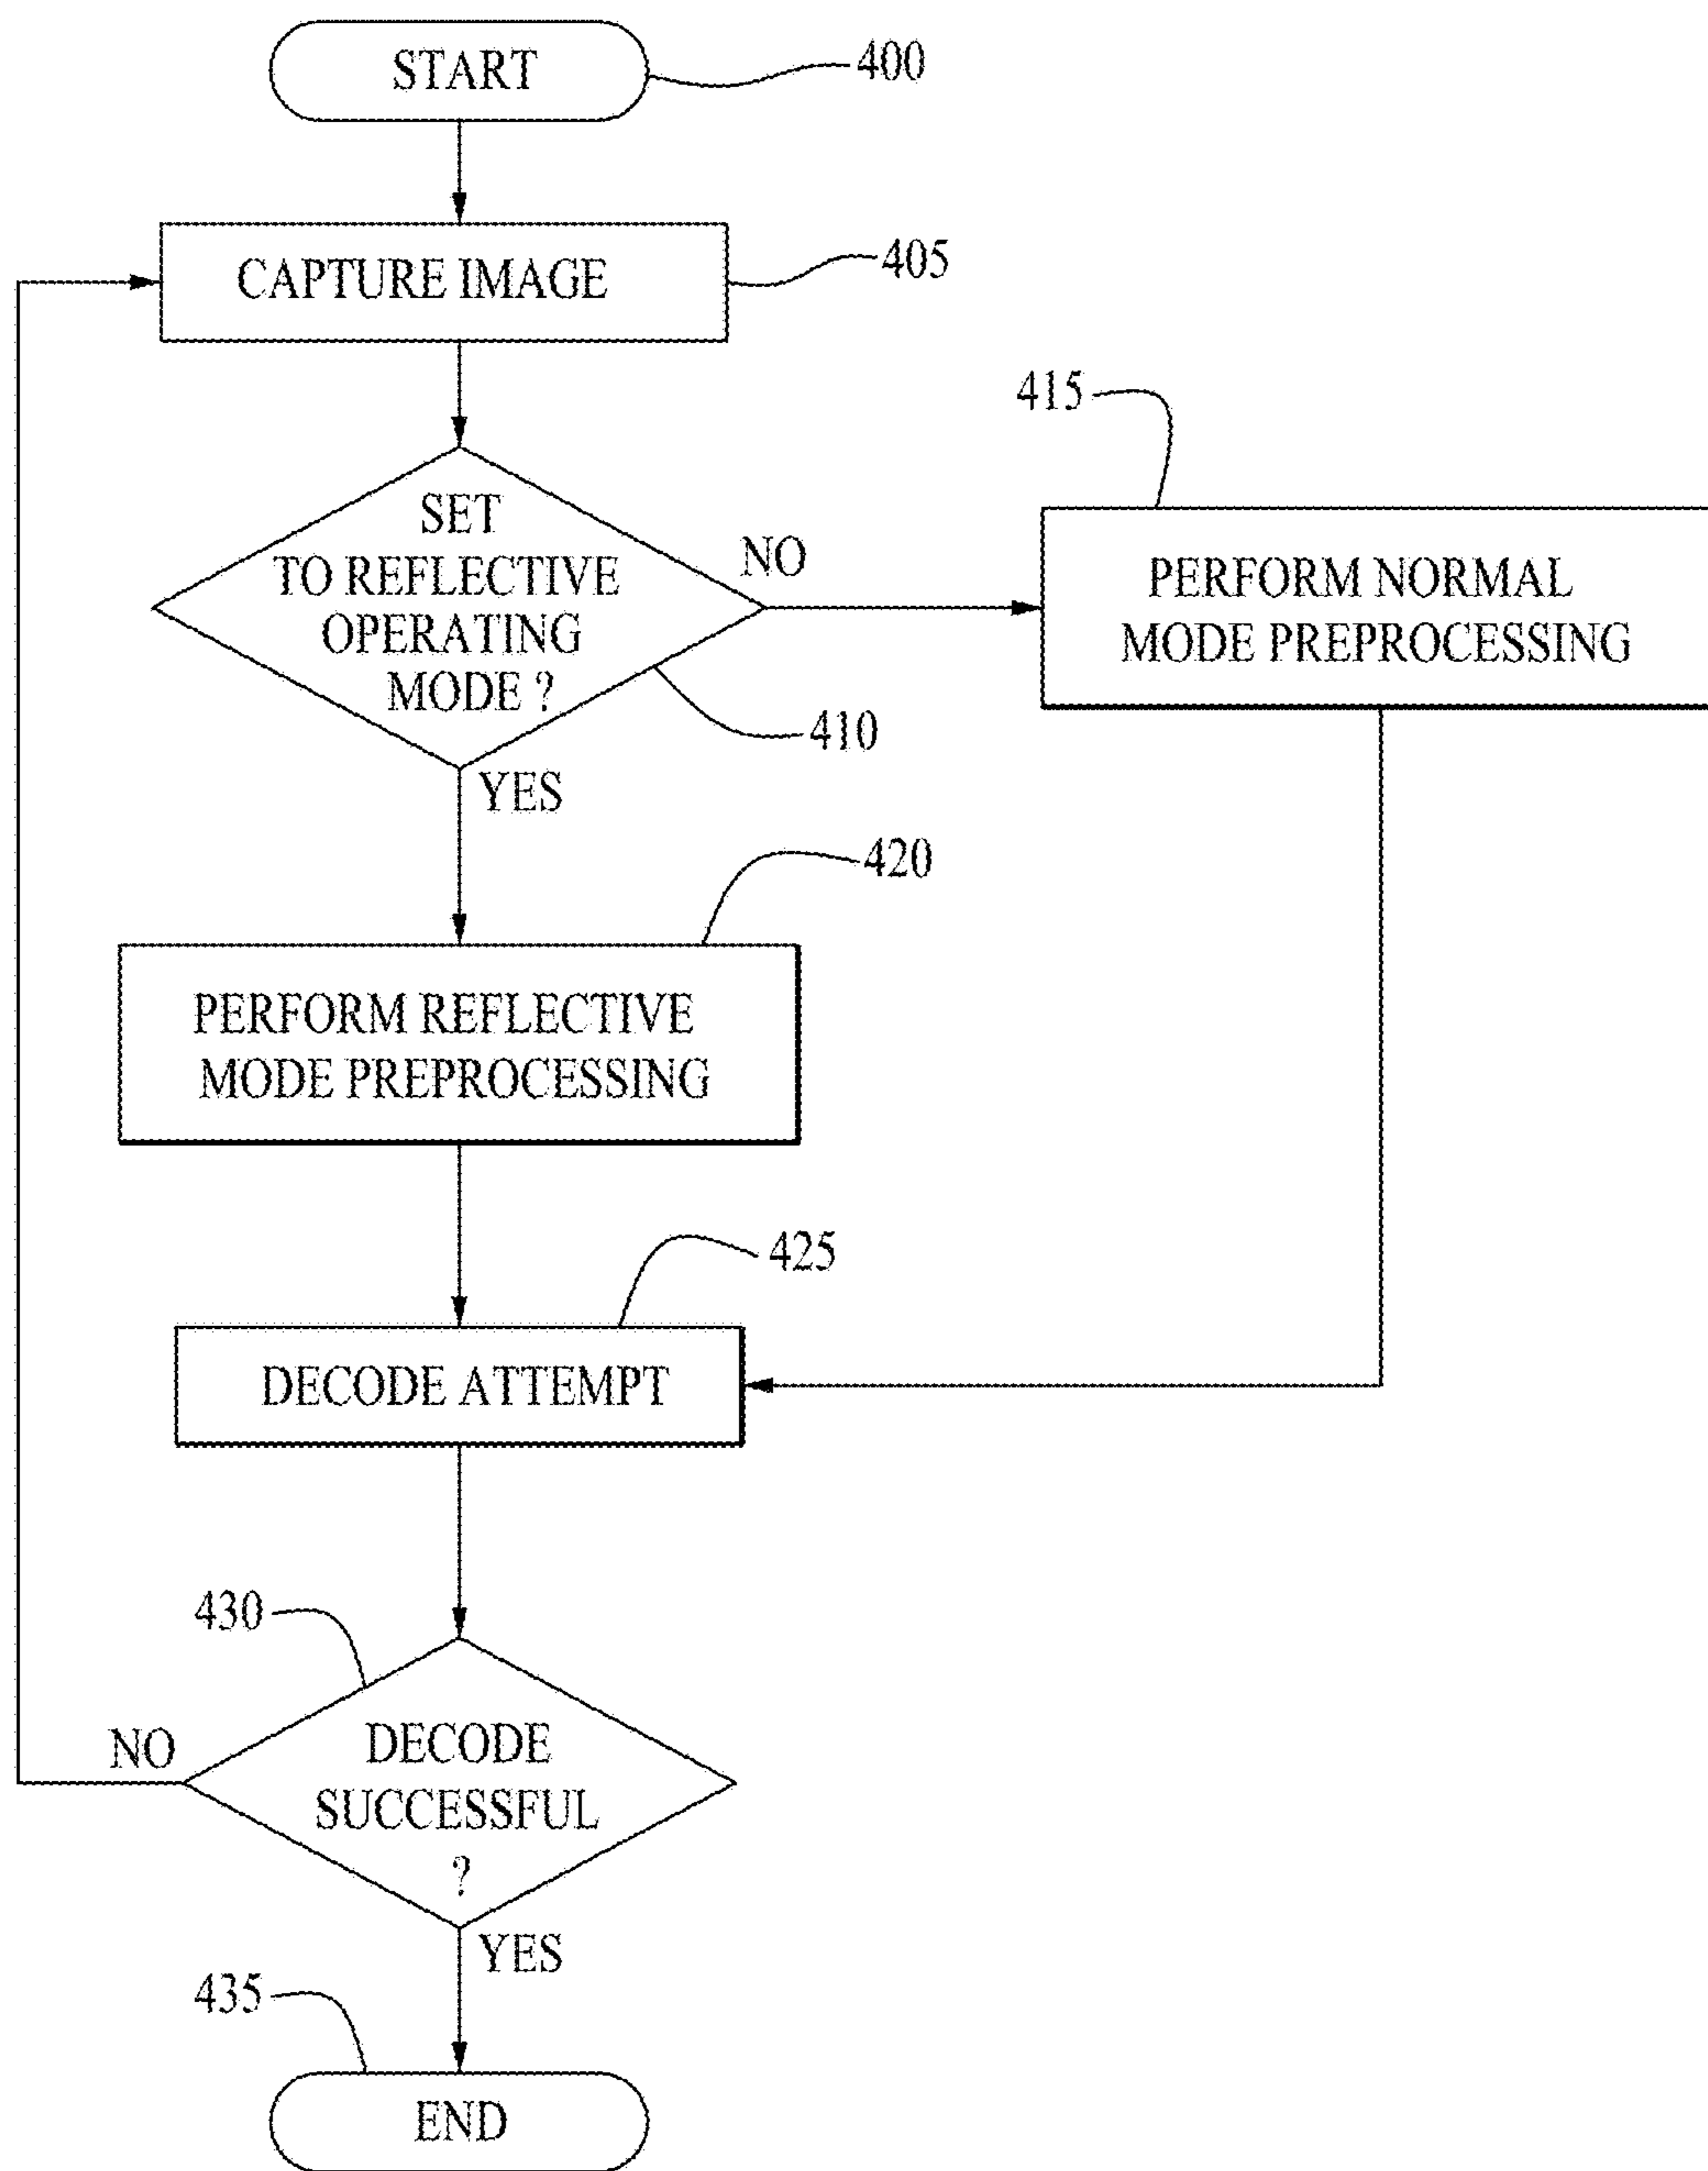 START
400
CAPTURE IMAGE
405
415
SET
TO REFLECTIVE
OPERATING
MODE ?
NO
PERFORM NORMAL
MODE PREPROCESSING
410
YES
420
PERFORM REFLECTIVE
MODE PREPROCESSING
425
DECODE ATTEMPT
430
NO
DECODE
SUCCESSFUL
?
YES
435
END